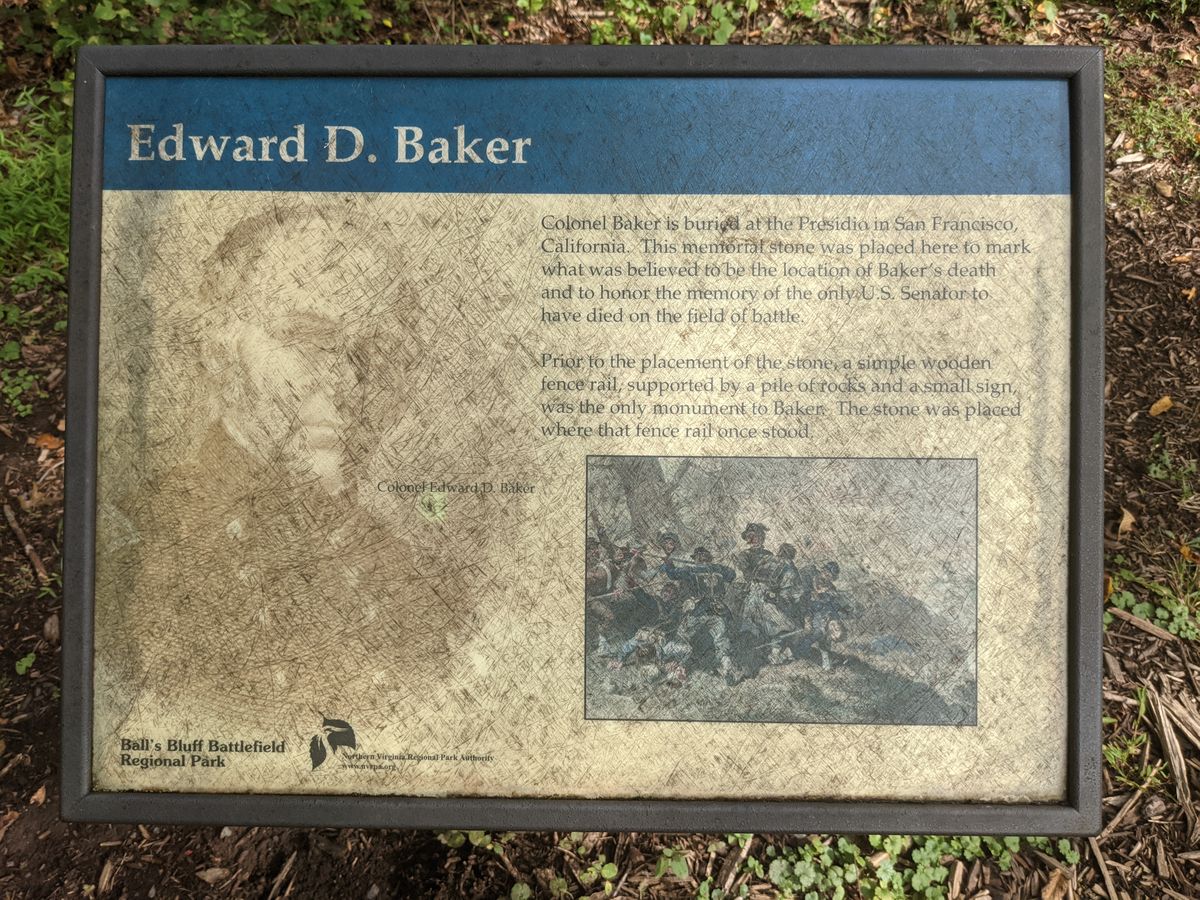 Edward D. Baker
Colonel Baker is buried at the Presidio in San Francisco,
California. This memorial stone was placed here to mark
what was believed to be the location of Baker's death
and to honor the memory of the only U.S. Senator to
have died on the field of battle.
Prior to the placement of the stone, a simple wooden
fence rail, supported by a pile of rocks and a small sign,
was the only monument to Baker. The stone was placed
where that fence rail once stood.
Colonel Edward D. Baker
Ball's Bluff Battlefield
Regional Park
Northern Virginia Regional Park Authority
www.nvrpa.org